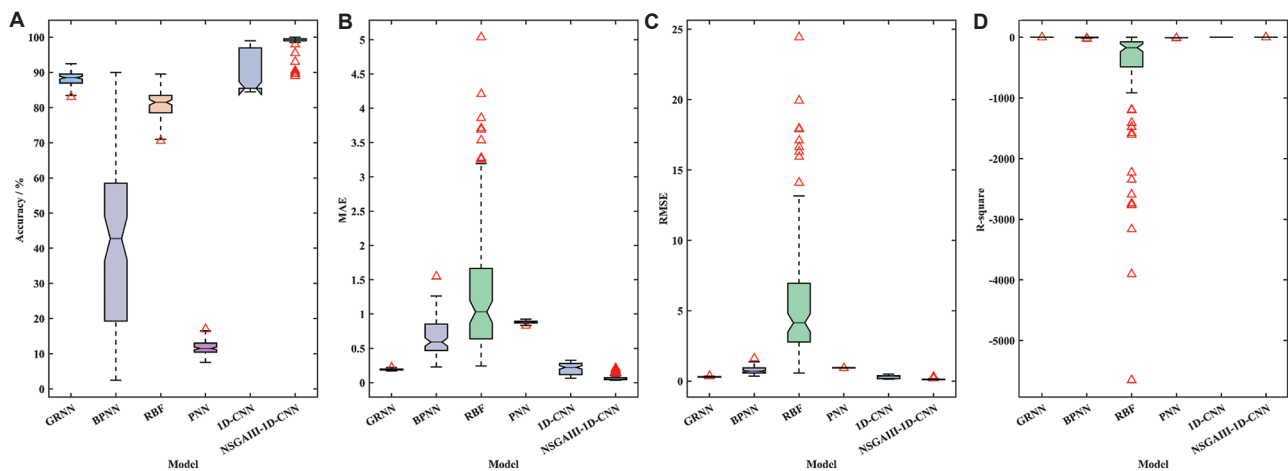 A
Accuracy / %
100
90
80
70
60
50
40
30
20
10
0
GRNN
BPNN
RBF
PNN
1D-CNN
NSGAIII-1D-CNN
Model
B
MAE
5
4.5
4
3.5
3
2.5
2
1.5
1
0.5
0
GRNN
BPNN
RBF
PNN
1D-CNN
NSGAIII-1D-CNN
Model
C
RMSE
25
20
15
10
5
0
GRNN
BPNN
RBF
PNN
1D-CNN
NSGAIII-1D-CNN
Model
D
R-square
0
-1000
-2000
-3000
-4000
-5000
GRNN
BPNN
RBF
PNN
1D-CNN
NSGAIII-1D-CNN
Model